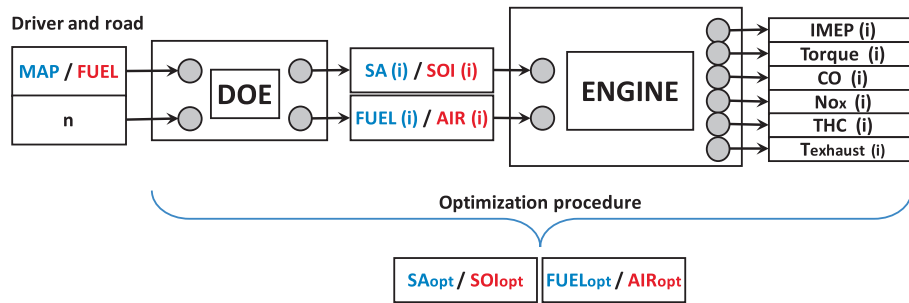 Driver and road
MAP / FUEL
n
DOE
SA (i) / SOI (i)
FUEL (i) / AIR (i)
ENGINE
IMEP (i)
Torque (i)
CO (i)
Nox (i)
THC (i)
Texhaust (i)
Optimization procedure
SAopt / SOIopt
FUELopt / AIRopt